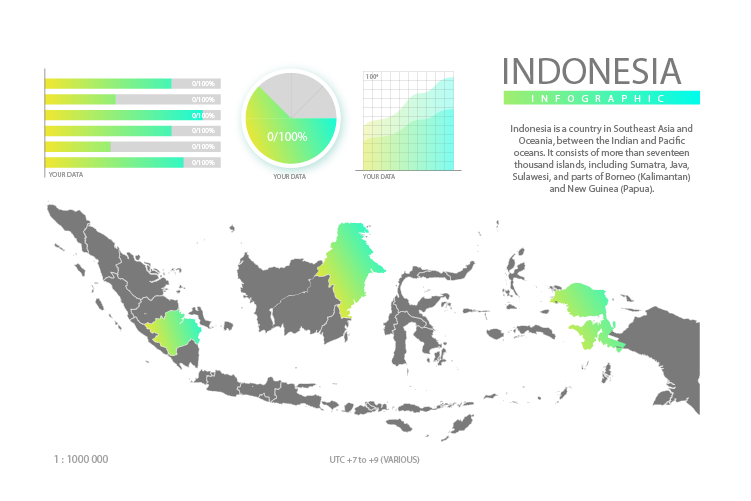 INDONESIA
INFOGRAPHIC
Indonesia is a country in Southeast Asia and
Oceania, between the Indian and Pacific
oceans. It consists of more than seventeen
thousand islands, including Sumatra, Java,
Sulawesi, and parts of Borneo (Kalimantan)
and New Guinea (Papua).
0/100%
0/100%
0/100%
0/100%
0/100%
0/100%
YOUR DATA
0/100%
YOUR DATA
YOUR DATA
1 : 1000 000
UTC +7 to +9 (VARIOUS)